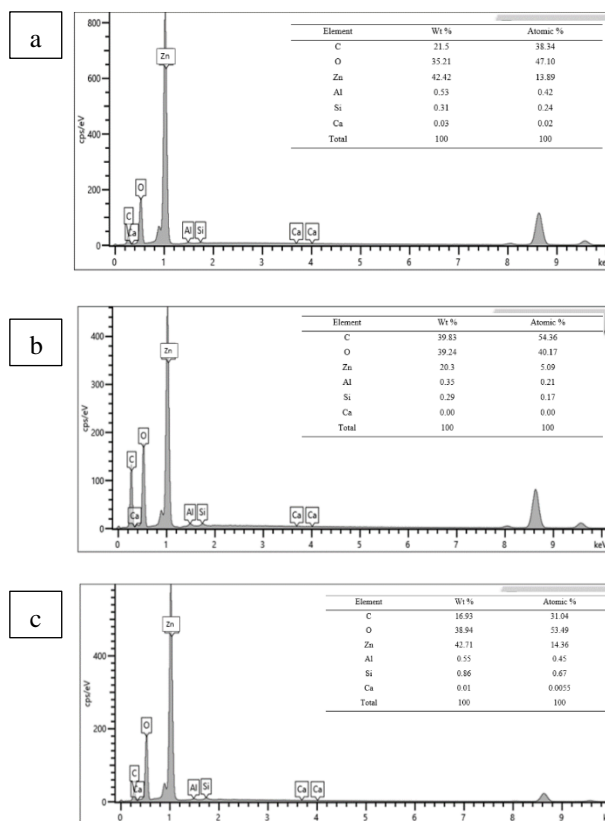 a
Element Wt % Atomic %
C 21.5 38.34
O 35.21 47.10
Zn 42.42 13.89
Al 0.53 0.42
Si 0.31 0.24
Ca 0.03 0.02
Total 100 100
800
600
400
200
0
cps/eV
Zn
O
C
Ca
Al Si
Ca Ca
0 1 2 3 4 5 6 7 8 9 keV
b
Element Wt % Atomic %
C 39.83 54.36
O 39.24 40.17
Zn 20.3 5.09
Al 0.35 0.21
Si 0.29 0.17
Ca 0.00 0.00
Total 100 100
400
300
200
100
0
cps/eV
Zn
O
C
Ca
Al Si
Ca Ca
0 1 2 3 4 5 6 7 8 9 keV
c
Element Wt % Atomic %
C 16.93 31.04
O 38.94 53.49
Zn 42.71 14.36
Al 0.55 0.45
Si 0.86 0.67
Ca 0.01 0.0055
Total 100 100
400
200
0
cps/eV
Zn
O
C
Ca
Al Si
Ca Ca
0 1 2 3 4 5 6 7 8 9